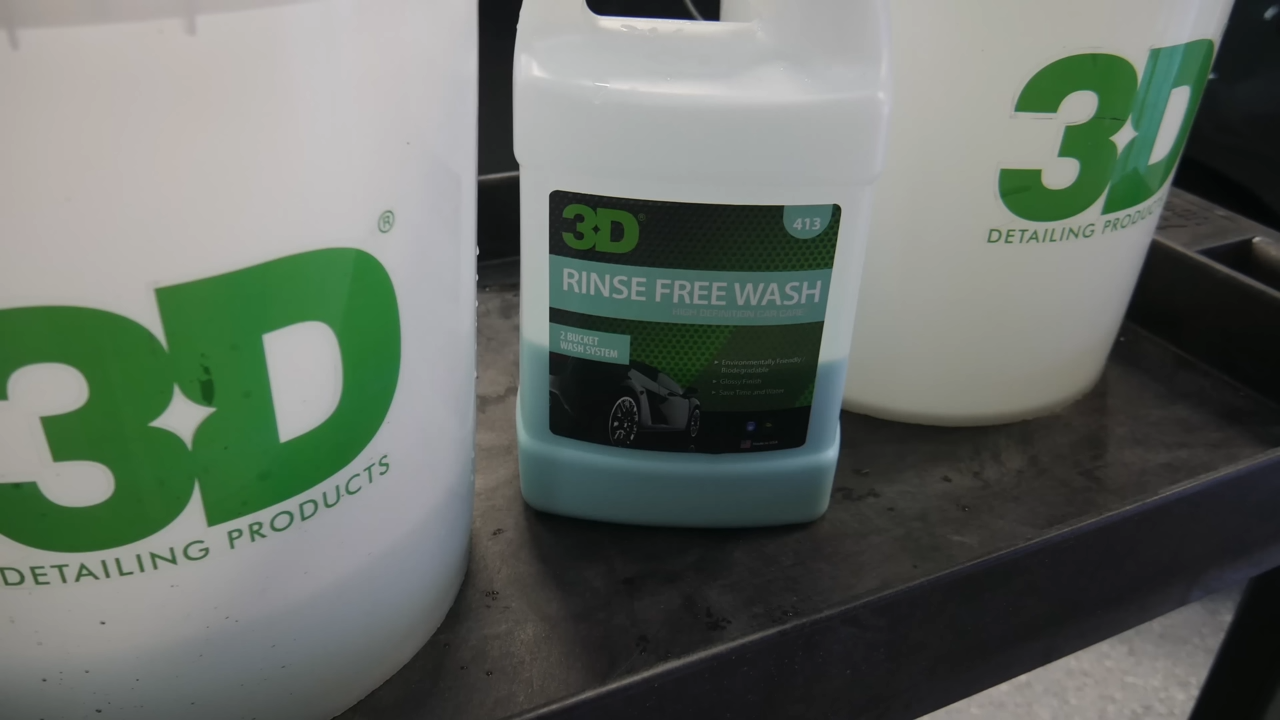 3D
®
DETAILING PRODUCTS
3D
413
RINSE FREE WASH
HIGH DEFINITION CAR CARE
2 BUCKET
WASH SYSTEM
• Environmentally Friendly /
Biodegradable
• Glossy Finish
3D
DETAILING PRODUC